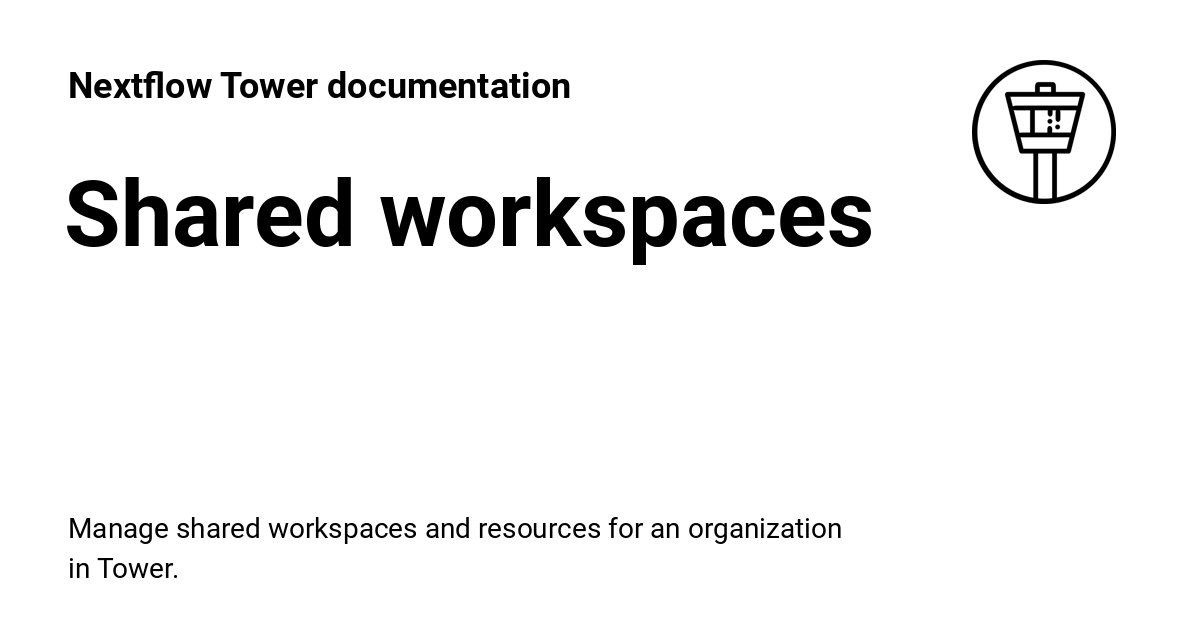 Nextflow Tower documentation
Shared workspaces
Manage shared workspaces and resources for an organization
in Tower.